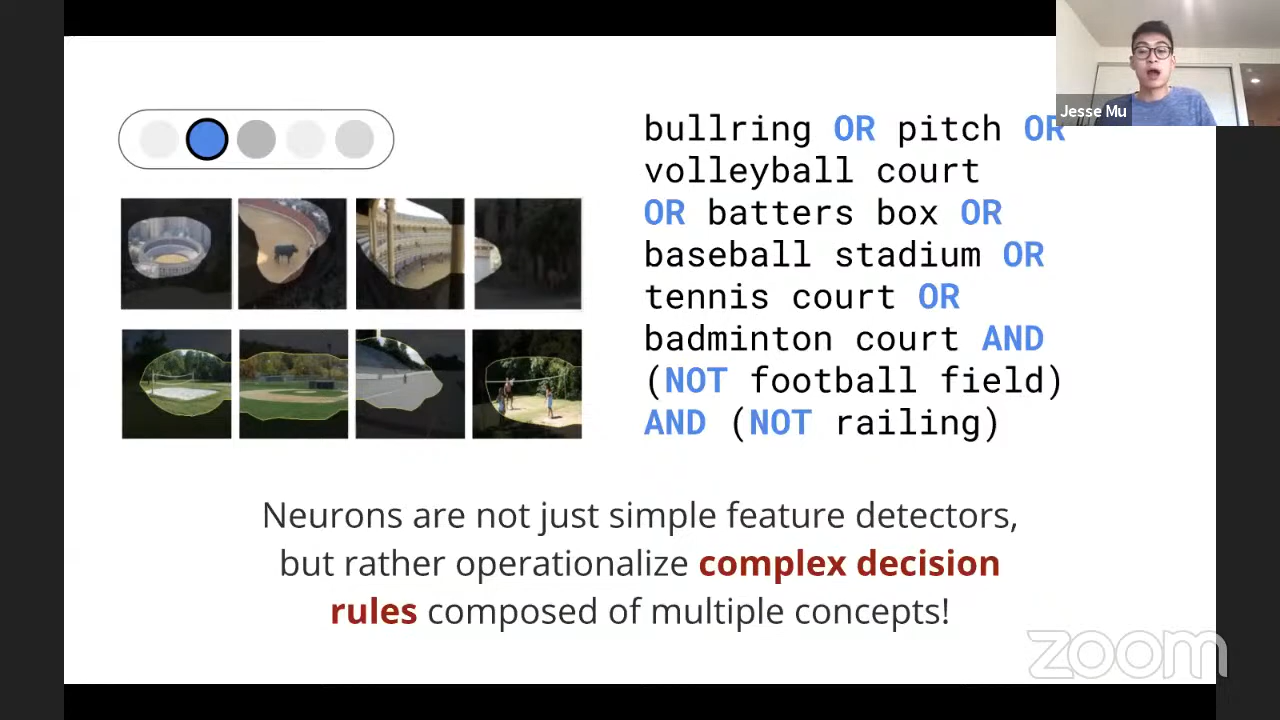 Jesse Mu
bullring OR pitch OR
volleyball court
OR batters box OR
baseball stadium OR
tennis court OR
badminton court AND
(NOT football field)
AND (NOT railing)
Neurons are not just simple feature detectors,
but rather operationalize complex decision
rules composed of multiple concepts!
zoom